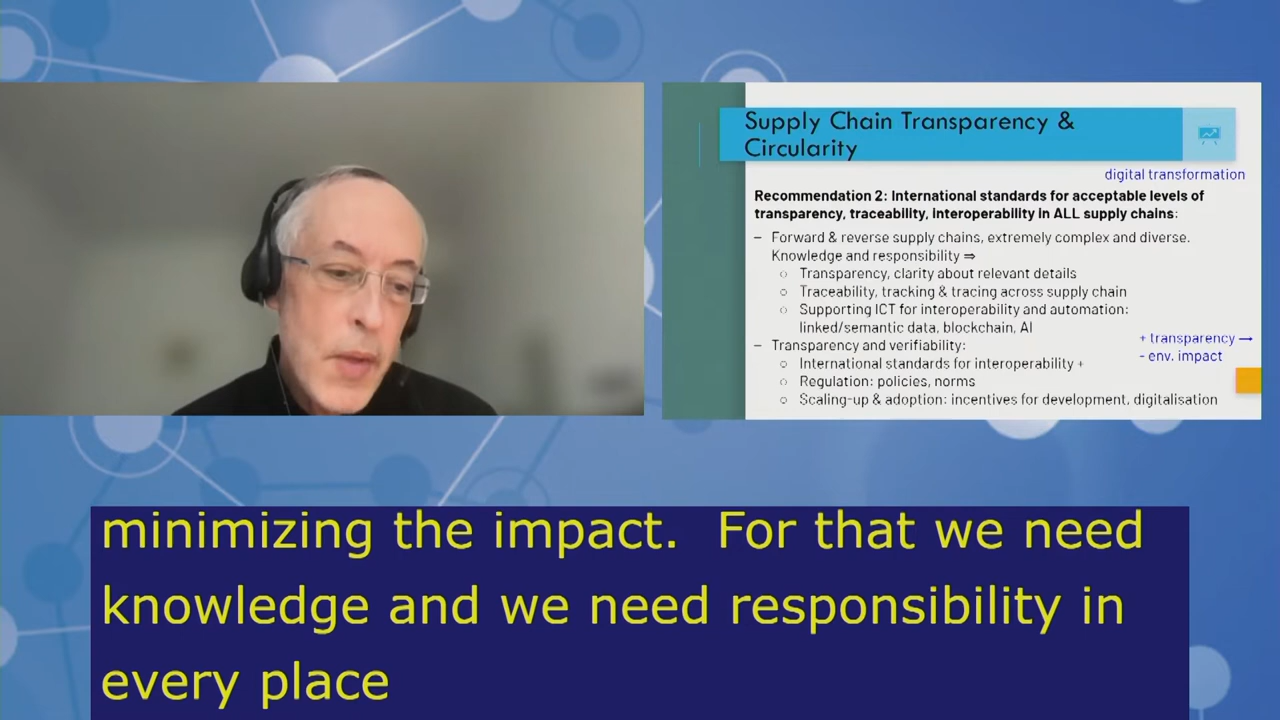 Supply Chain Transparency &
Circularity
digital transformation
Recommendation 2: International standards for acceptable levels of
transparency, traceability, interoperability in ALL supply chains:
– Forward & reverse supply chains, extremely complex and diverse.
Knowledge and responsibility ⇒
○ Transparency, clarity about relevant details
○ Traceability, tracking & tracing across supply chain
○ Supporting ICT for interoperability and automation:
linked/semantic data, blockchain, AI
– Transparency and verifiability:
○ International standards for interoperability +
○ Regulation: policies, norms
○ Scaling-up & adoption: incentives for development, digitalisation
+ transparency →
- env. impact
minimizing the impact.  For that we need
knowledge and we need responsibility in
every place